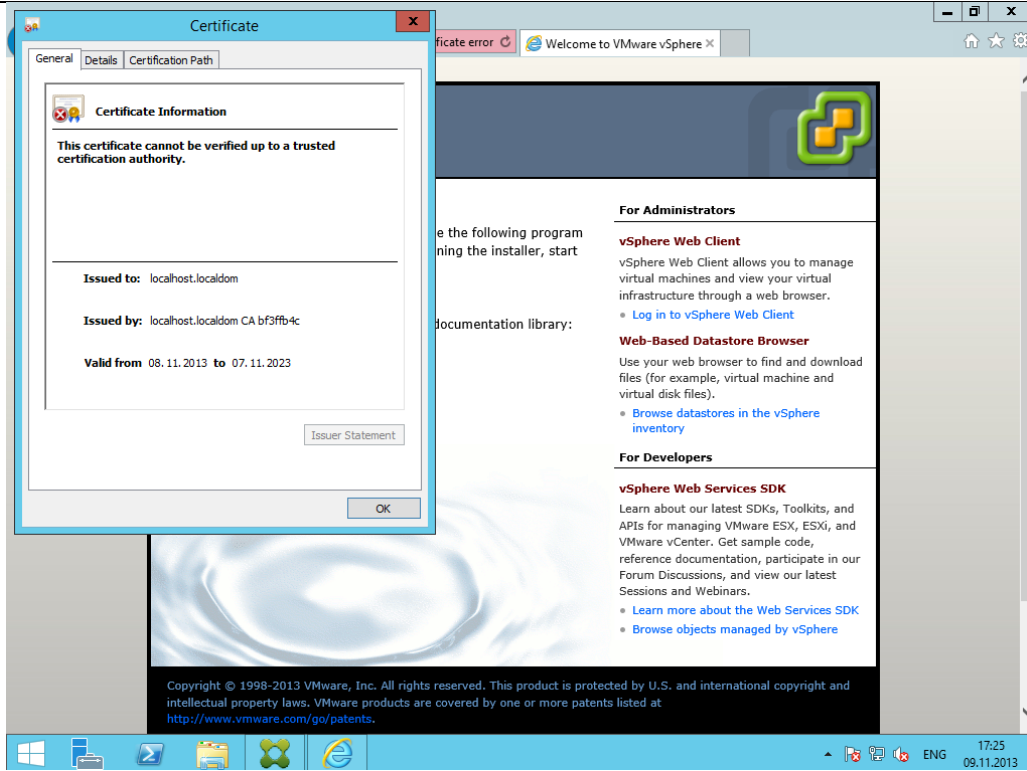 Certificate
x
x
ficate error
Welcome to VMware vSphere
General
Details
Certification Path
Certificate Information
This certificate cannot be verified up to a trusted
certification authority.
Issued to: localhost.localdom
Issued by: localhost.localdom CA bf3ffb4c
Valid from 08.11.2013 to 07.11.2023
Issuer Statement
OK
e the following program
ning the installer, start
documentation library:
For Administrators
vSphere Web Client
vSphere Web Client allows you to manage
virtual machines and view your virtual
infrastructure through a web browser.
Log in to vSphere Web Client
Web-Based Datastore Browser
Use your web browser to find and download
files (for example, virtual machine and
virtual disk files).
Browse datastores in the vSphere
inventory
For Developers
vSphere Web Services SDK
Learn about our latest SDKs, Toolkits, and
APIs for managing VMware ESX, ESXi, and
VMware vCenter. Get sample code,
reference documentation, participate in our
Forum Discussions, and view our latest
Sessions and Webinars.
Learn more about the Web Services SDK
Browse objects managed by vSphere
Copyright © 1998-2013 VMware, Inc. All rights reserved. This product is protected by U.S. and international copyright and
intellectual property laws. VMware products are covered by one or more patents listed at
http://www.vmware.com/go/patents.
ENG
17:25
09.11.2013